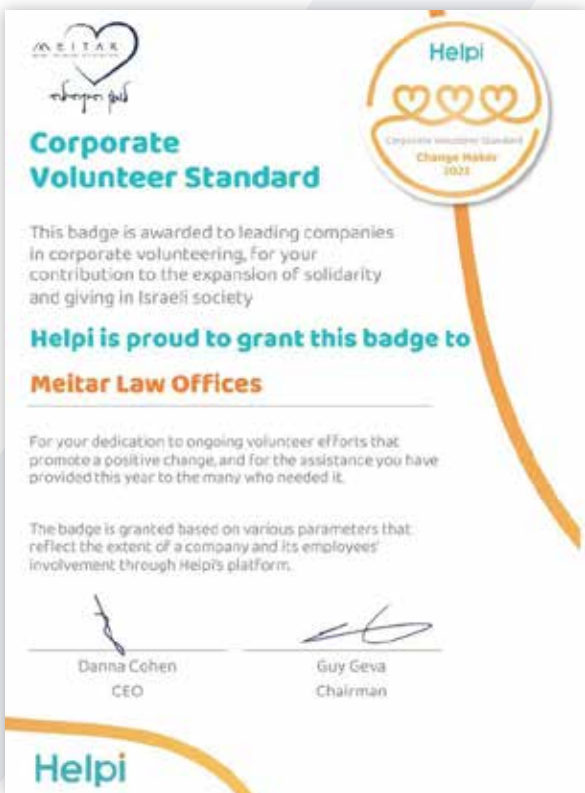 MEITAR
Helpi
Corporate Volunteer Standard
Change Maker
Corporate
Volunteer Standard
This badge is awarded to leading companies
in corporate volunteering, for your
contribution to the expansion of solidarity
and giving in Israeli society
Helpi is proud to grant this badge to
Meitar Law Offices
For your dedication to ongoing volunteer efforts that
promote a positive change, and for the assistance you have
provided this year to the many who needed it.
The badge is granted based on various parameters that
reflect the extent of a company and its employees'
involvement through Helpi's platform.
Danna Cohen
Guy Geva
CEO
Chairman
Helpi